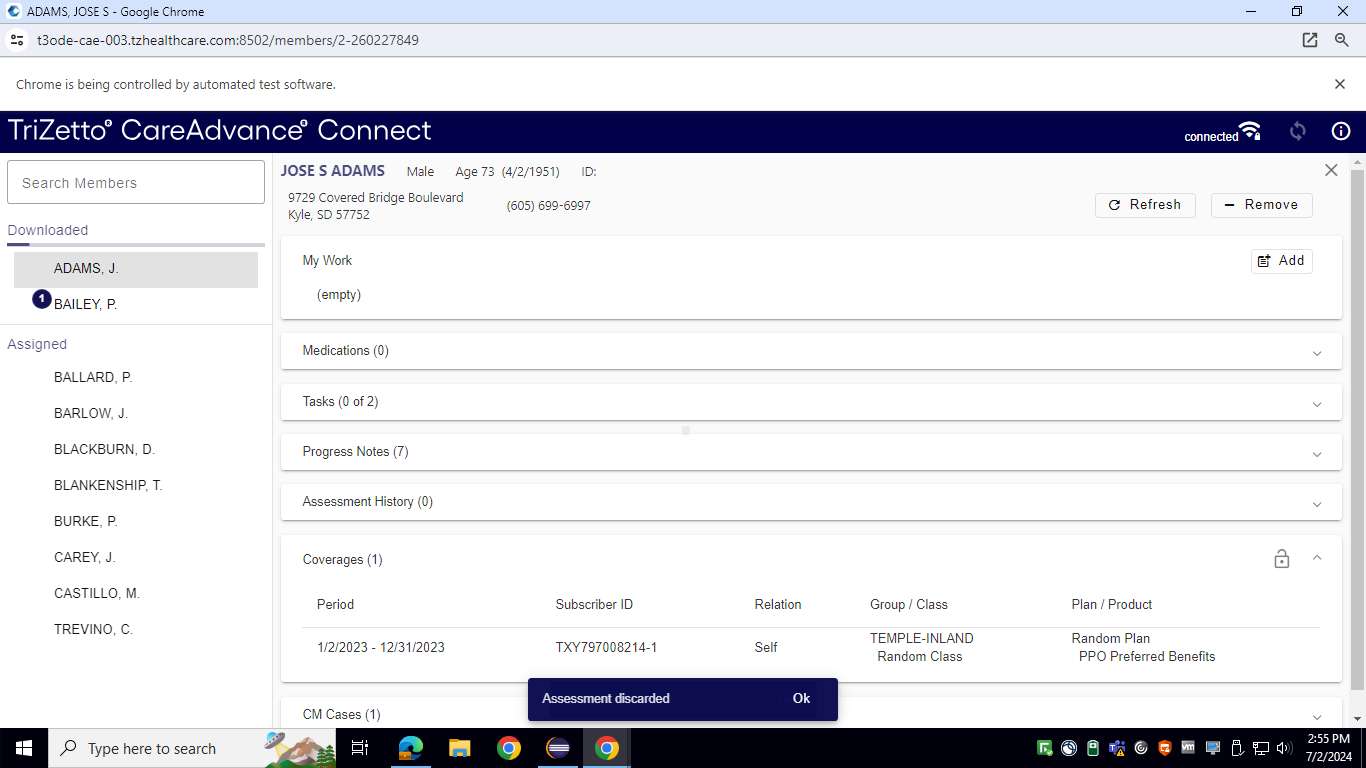 ADAMS, JOSE S - Google Chrome
t3ode-cae-003.tzhealthcare.com:8502/members/2-260227849
Chrome is being controlled by automated test software.
TriZetto® CareAdvance® Connect
connected
Search Members
Downloaded
ADAMS, J.
1
BAILEY, P.
Assigned
BALLARD, P.
BARLOW, J.
BLACKBURN, D.
BLANKENSHIP, T.
BURKE, P.
CAREY, J.
CASTILLO, M.
TREVINO, C.
JOSE S ADAMS Male Age 73 (4/2/1951) ID:
9729 Covered Bridge Boulevard
Kyle, SD 57752
(605) 699-6997
Refresh
Remove
My Work
Add
(empty)
Medications (0)
Tasks (0 of 2)
Progress Notes (7)
Assessment History (0)
Coverages (1)
Period Subscriber ID Relation Group / Class Plan / Product
1/2/2023 - 12/31/2023 TXY797008214-1 Self TEMPLE-INLAND Random Plan
Random Class PPO Preferred Benefits
Assessment discarded Ok
CM Cases (1)
Type here to search
2:55 PM
7/2/2024